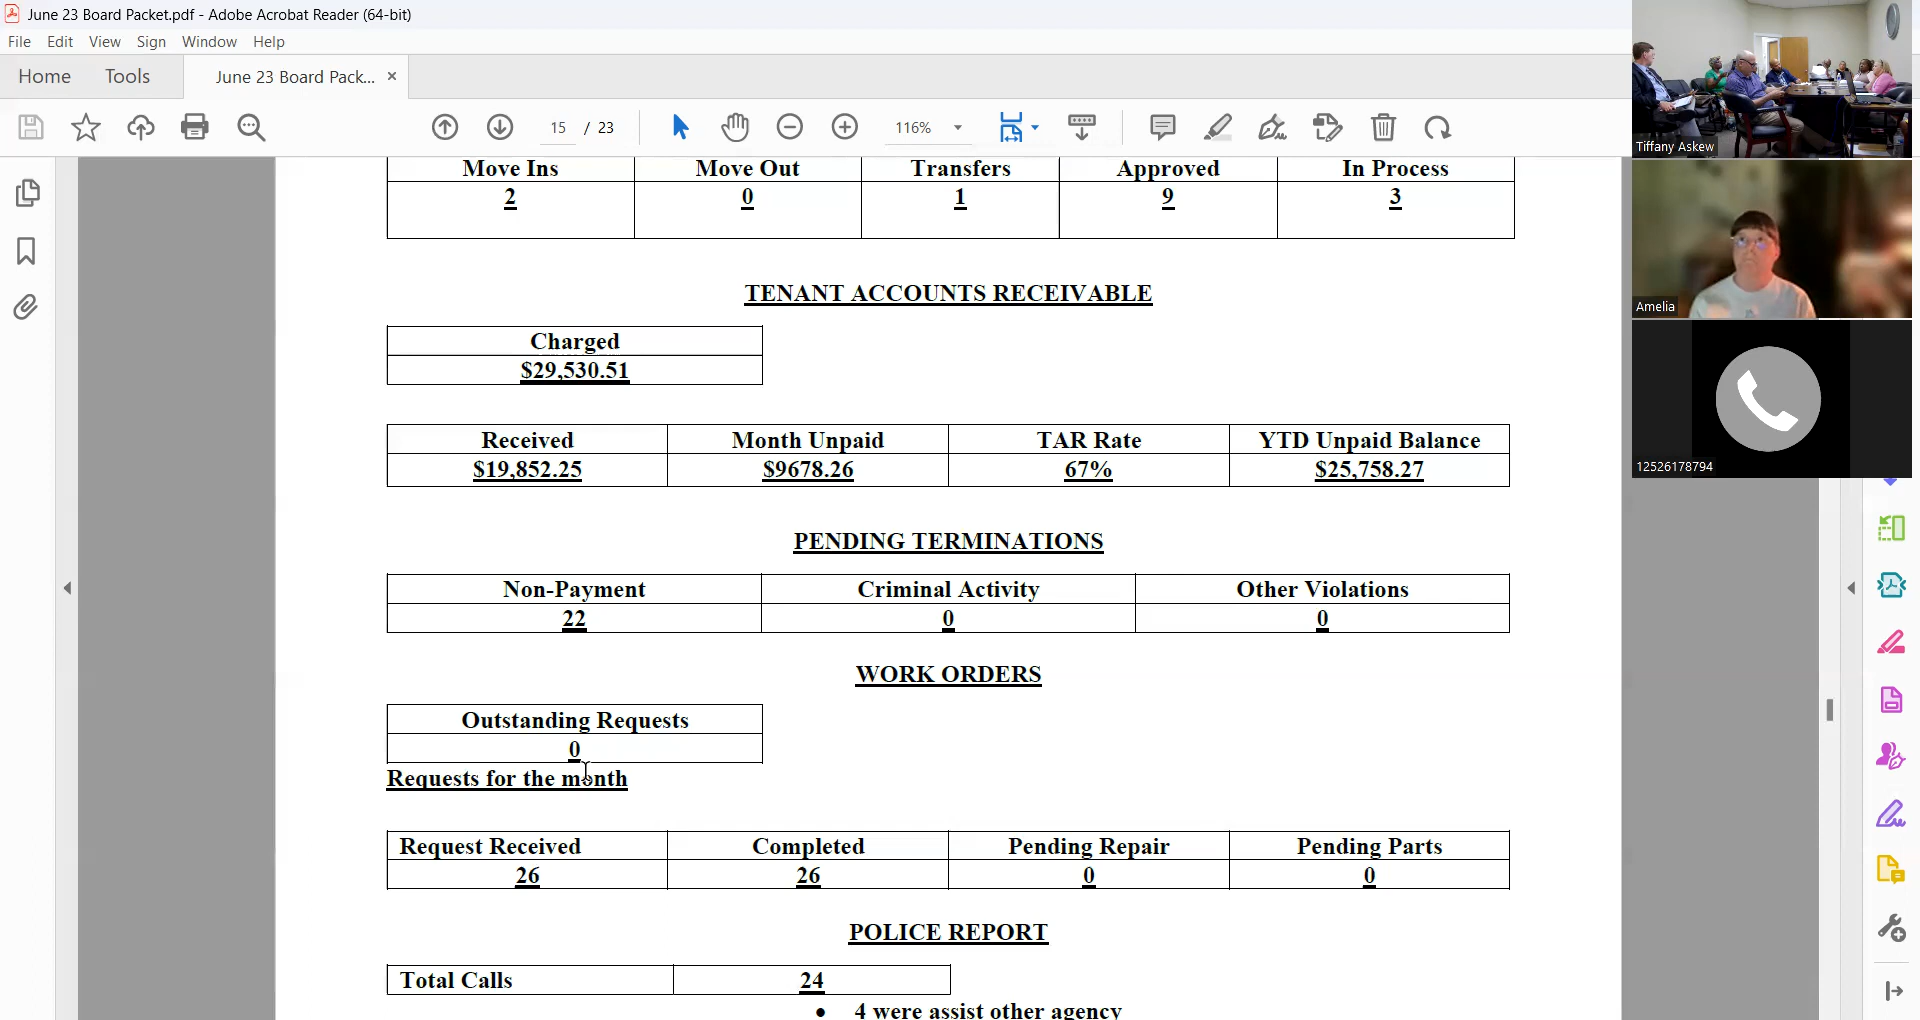 June 23 Board Packet.pdf - Adobe Acrobat Reader (64-bit)
File Edit View Sign Window Help
Home Tools June 23 Board Pack... ×
15 / 23 116%
Move Ins Move Out Transfers Approved In Process
2 0 1 9 3
TENANT ACCOUNTS RECEIVABLE
Charged
$29,530.51
Received Month Unpaid TAR Rate YTD Unpaid Balance
$19,852.25 $9678.26 67% $25,758.27
PENDING TERMINATIONS
Non-Payment Criminal Activity Other Violations
22 0 0
WORK ORDERS
Outstanding Requests
0
Requests for the month
Request Received Completed Pending Repair Pending Parts
26 26 0 0
POLICE REPORT
Total Calls 24
• 4 were assist other agency
Tiffany Askew
Amelia
12526178794